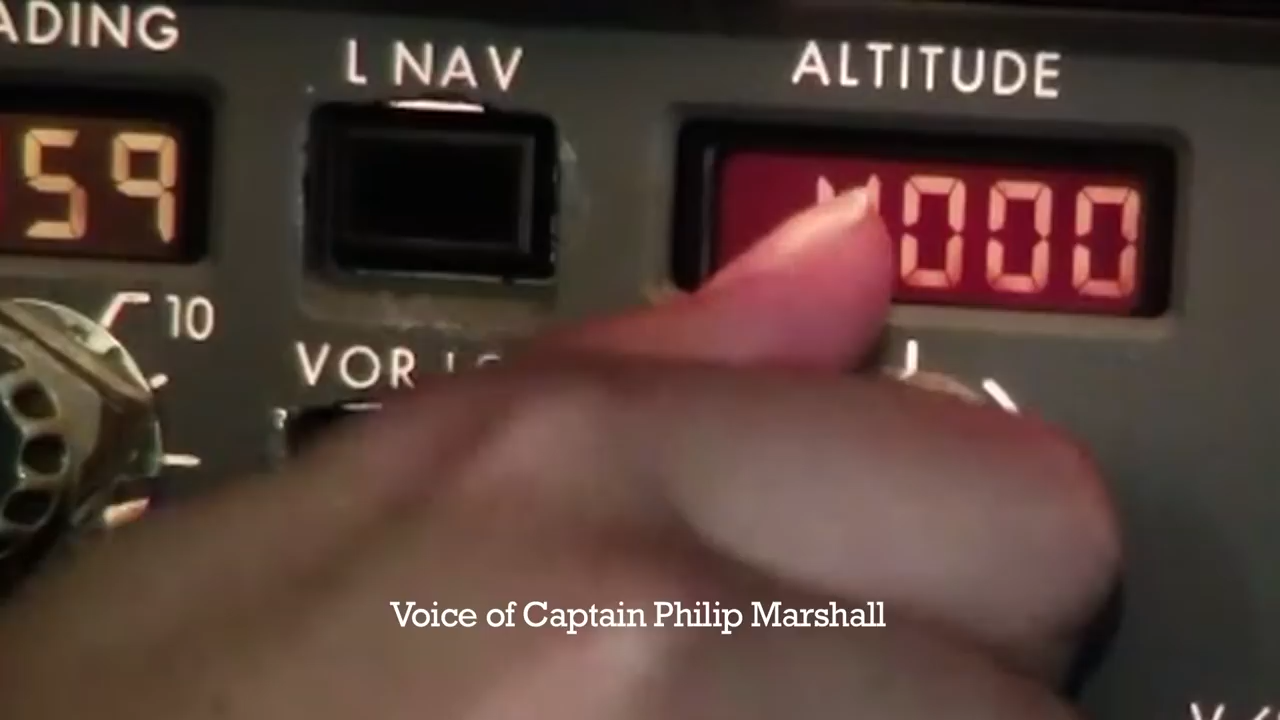 ADING
L NAV
ALTITUDE
59
000
10
VOR
Voice of Captain Philip Marshall